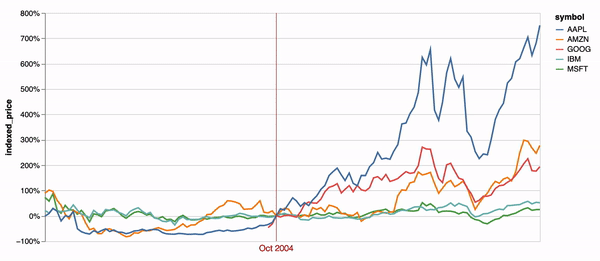 800%
700%
600%
500%
400%
300%
200%
100%
0%
−100%
indexed_price
Oct 2004
symbol
AAPL
AMZN
GOOG
IBM
MSFT